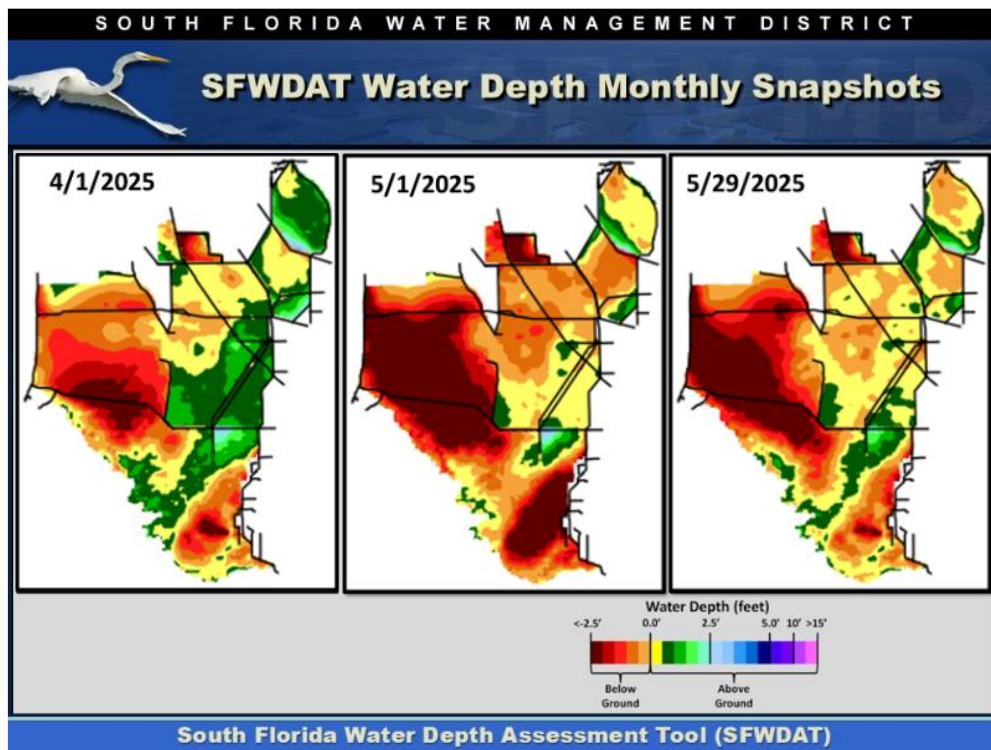 SOUTH FLORIDA WATER MANAGEMENT DISTRICT
SFWDAT Water Depth Monthly Snapshots
4/1/2025
5/1/2025
5/29/2025
Water Depth (feet)
<-2.5' 0.0' 2.5' 5.0' 10' >15'
Below Above
Ground Ground
South Florida Water Depth Assessment Tool (SFWDAT)